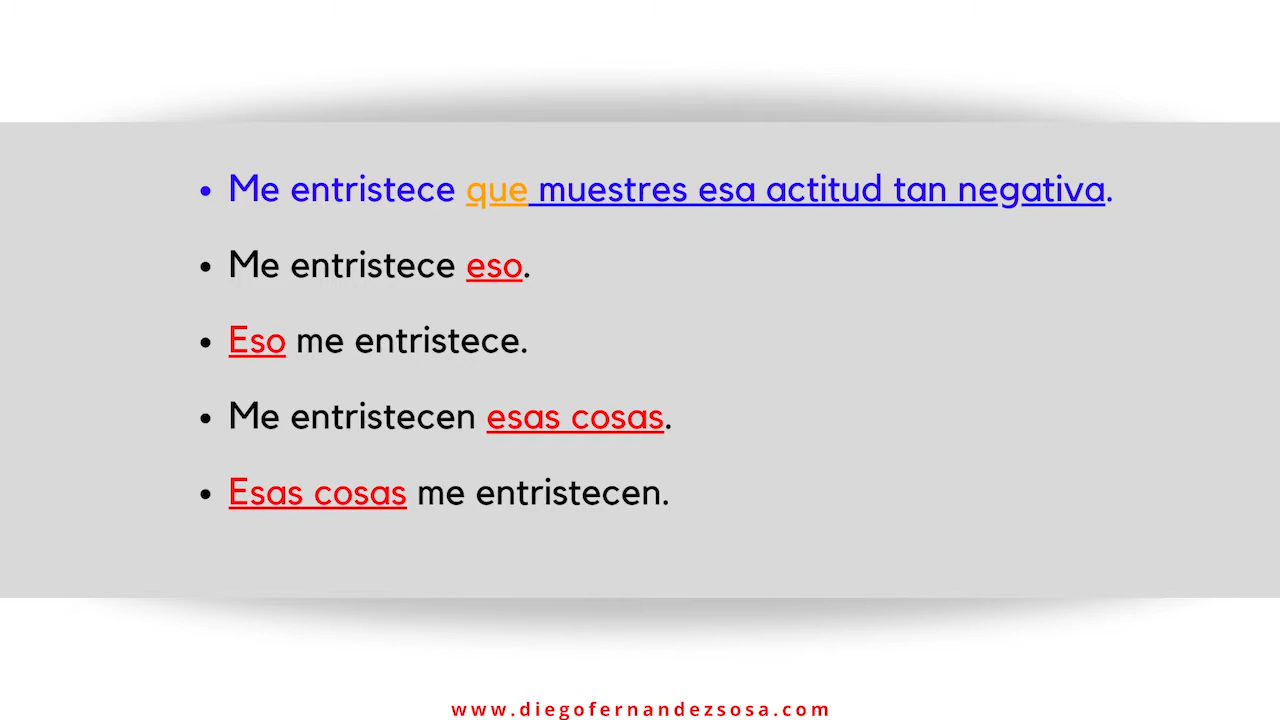 • Me entristece que muestres esa actitud tan negativa.
• Me entristece eso.
• Eso me entristece.
• Me entristecen esas cosas.
• Esas cosas me entristecen.
www.diegofernandezsosa.com